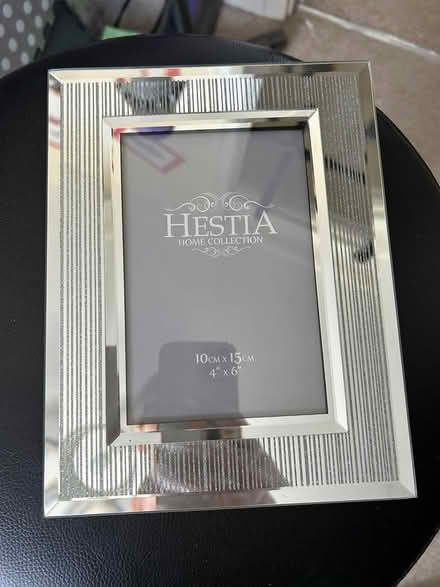 HESTIA
HOME COLLECTION
10CM X 15CM
4" X 6"